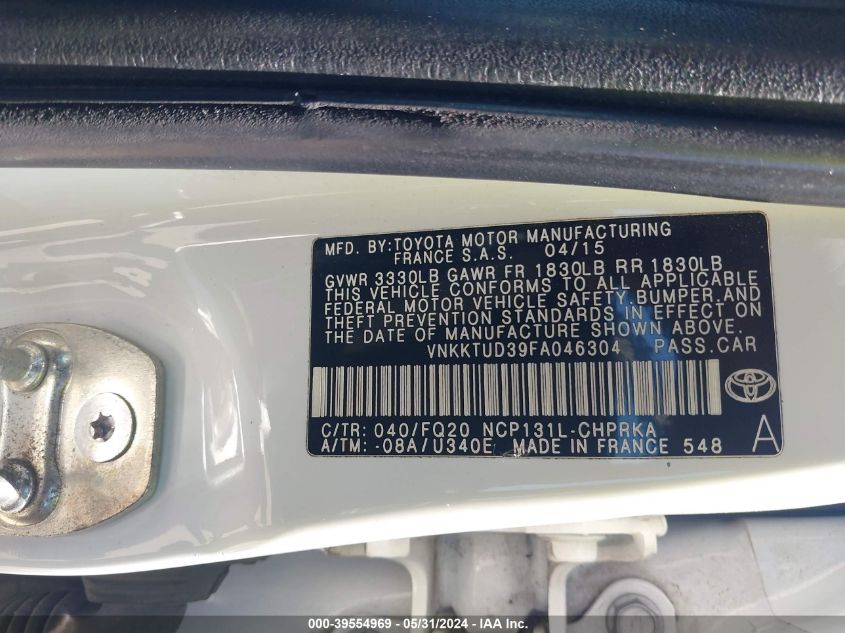 MFD. BY:TOYOTA MOTOR MANUFACTURING
FRANCE S.A.S. 04/15
GVWR 3330LB GAWR FR 1830LB RR 1830LB
THIS VEHICLE CONFORMS TO ALL APPLICABLE
FEDERAL MOTOR VEHICLE SAFETY,BUMPER,AND
THEFT PREVENTION STANDARDS IN EFFECT ON
THE DATE OF MANUFACTURE SHOWN ABOVE.
VNKKTUD39FA046304 PASS.CAR
C/TR: 040/FQ20 NCP131L-CHPRKA
A/TM: -08A/U340E MADE IN FRANCE 548 A
000-39554969 - 05/31/2024 - IAA Inc.